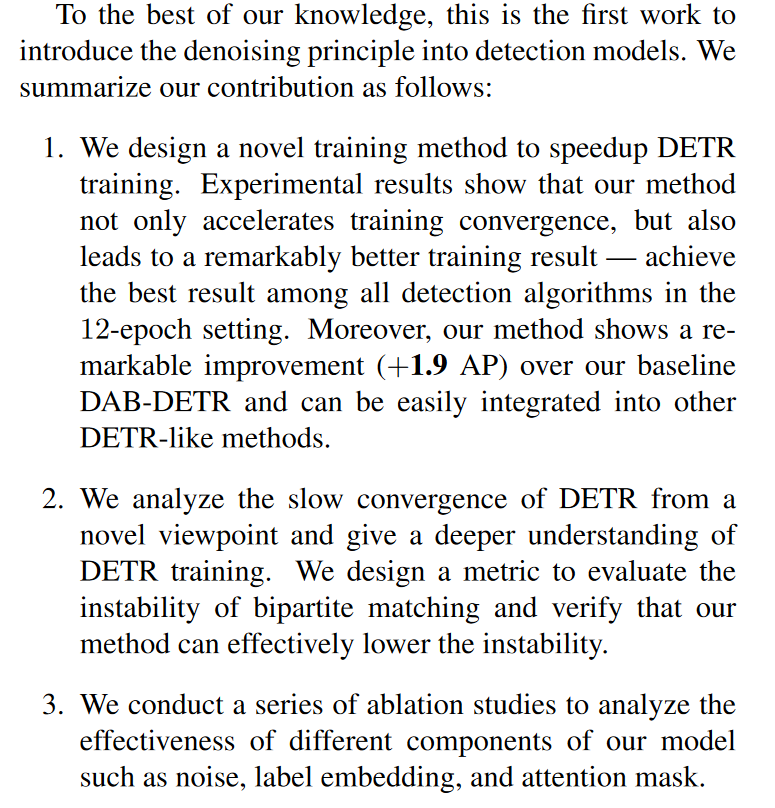 To the best of our knowledge, this is the first work to
introduce the denoising principle into detection models. We
summarize our contribution as follows:
1. We design a novel training method to speedup DETR
training. Experimental results show that our method
not only accelerates training convergence, but also
leads to a remarkably better training result — achieve
the best result among all detection algorithms in the
12-epoch setting. Moreover, our method shows a re-
markable improvement (+1.9 AP) over our baseline
DAB-DETR and can be easily integrated into other
DETR-like methods.
2. We analyze the slow convergence of DETR from a
novel viewpoint and give a deeper understanding of
DETR training. We design a metric to evaluate the
instability of bipartite matching and verify that our
method can effectively lower the instability.
3. We conduct a series of ablation studies to analyze the
effectiveness of different components of our model
such as noise, label embedding, and attention mask.